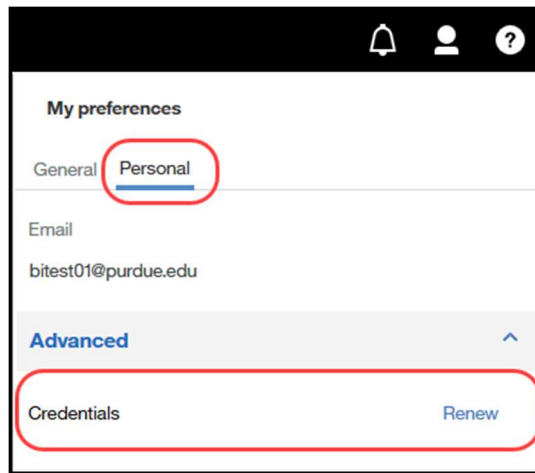 ?
My preferences
General Personal
Email
bitest01@purdue.edu
Advanced
Credentials Renew